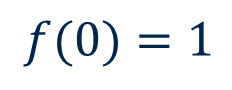 f(0) = 1